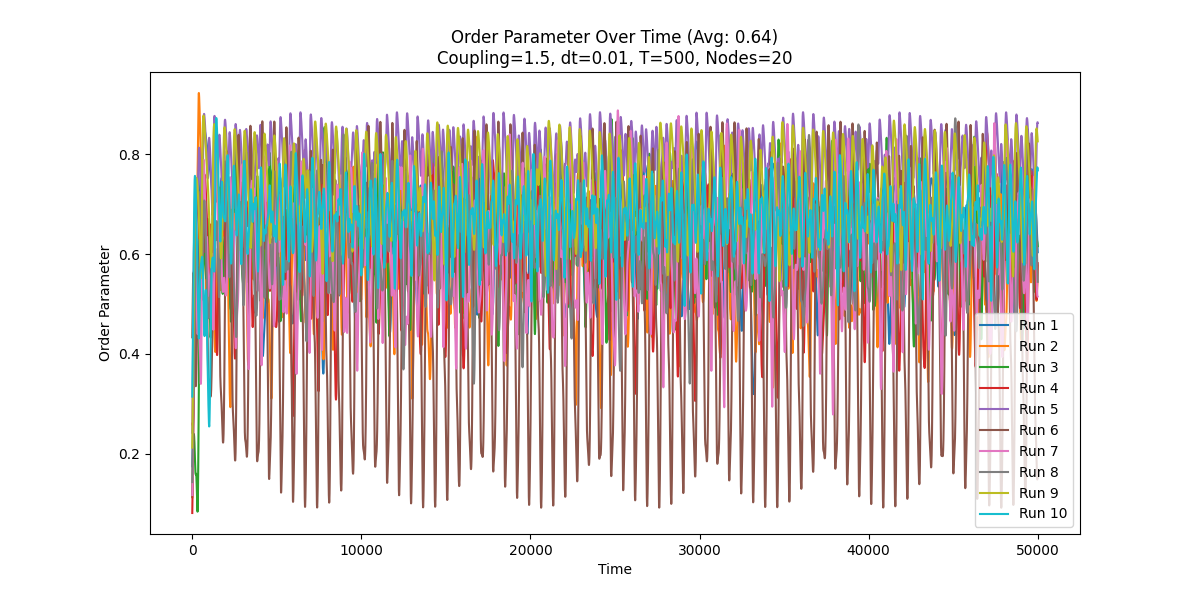 Order Parameter Over Time (Avg: 0.64)
Coupling=1.5, dt=0.01, T=500, Nodes=20
Order Parameter
0.8
0.6
0.4
0.2
0
10000
20000
30000
40000
50000
Time
Run 1
Run 2
Run 3
Run 4
Run 5
Run 6
Run 7
Run 8
Run 9
Run 10